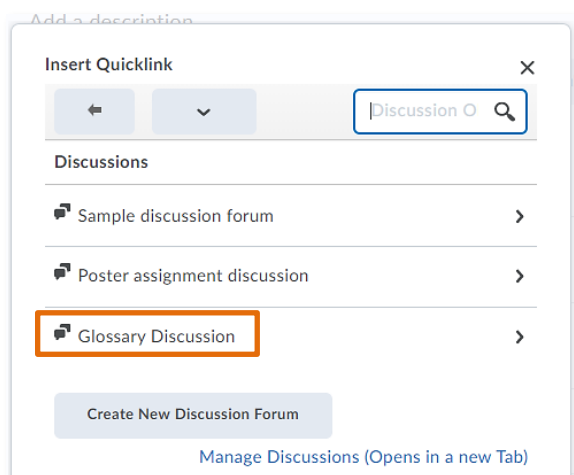 Add a description
Insert Quicklink
Discussion O
Discussions
Sample discussion forum
Poster assignment discussion
Glossary Discussion
Create New Discussion Forum
Manage Discussions (Opens in a new Tab)